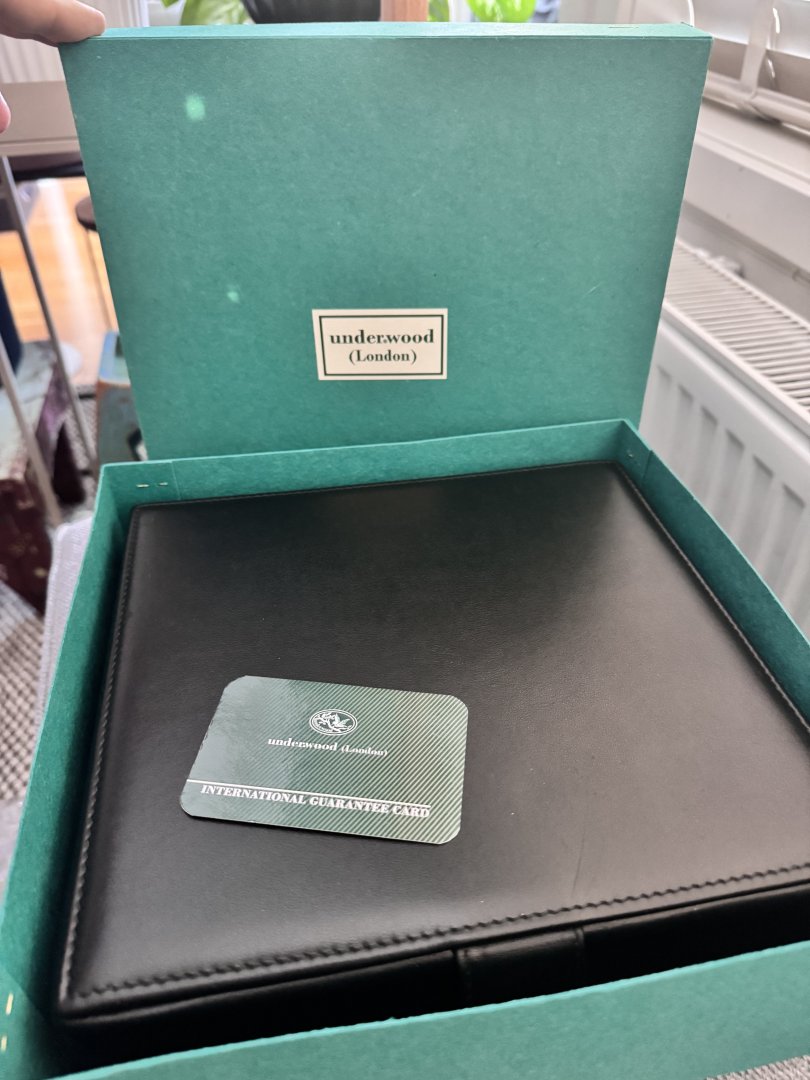 underwood
(London)
underwood (London)
INTERNATIONAL GUARANTEE CARD